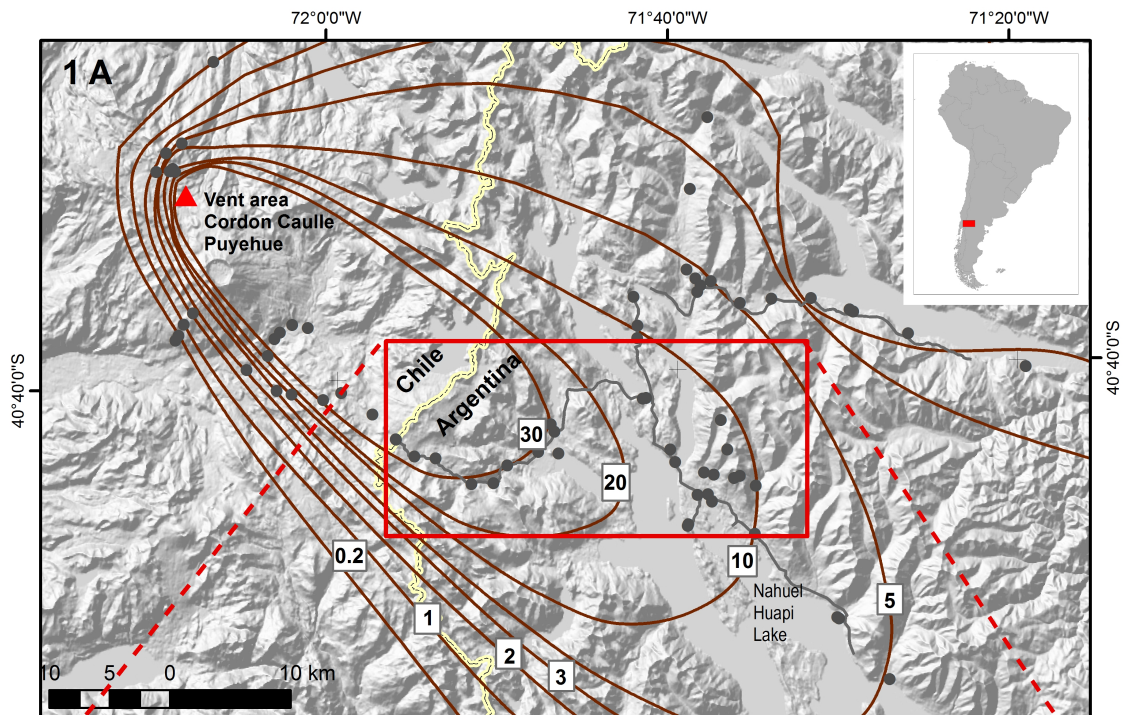 72°0'0"W
71°40'0"W
71°20'0"W
1 A
Vent area
Cordon Caulle
Puyehue
40°40'0"S
40°40'0"S
Chile
Argentina
30
20
10
5
0.2
1
2
3
Nahuel
Huapi
Lake
10 5 0 10 km